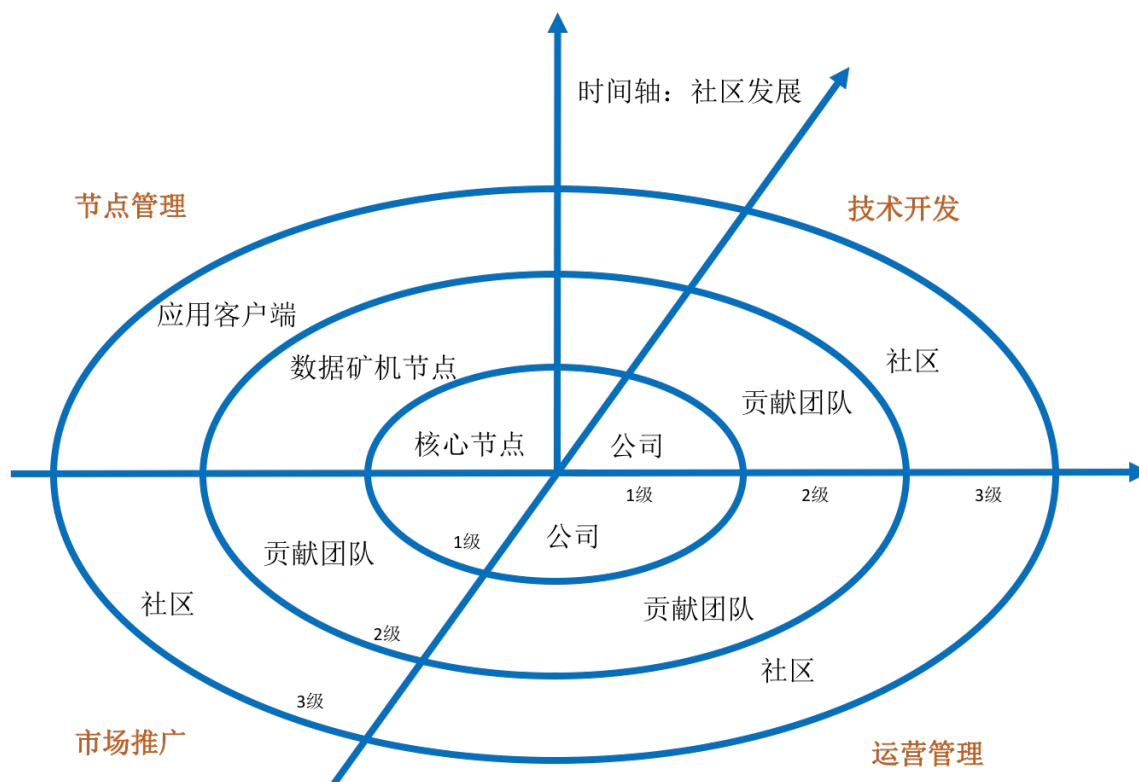 时间轴：社区发展
节点管理
技术开发
应用客户端
社区
数据矿机节点
贡献团队
核心节点
公司
1级
2级
3级
公司
1级
贡献团队
贡献团队
社区
2级
社区
3级
市场推广
运营管理